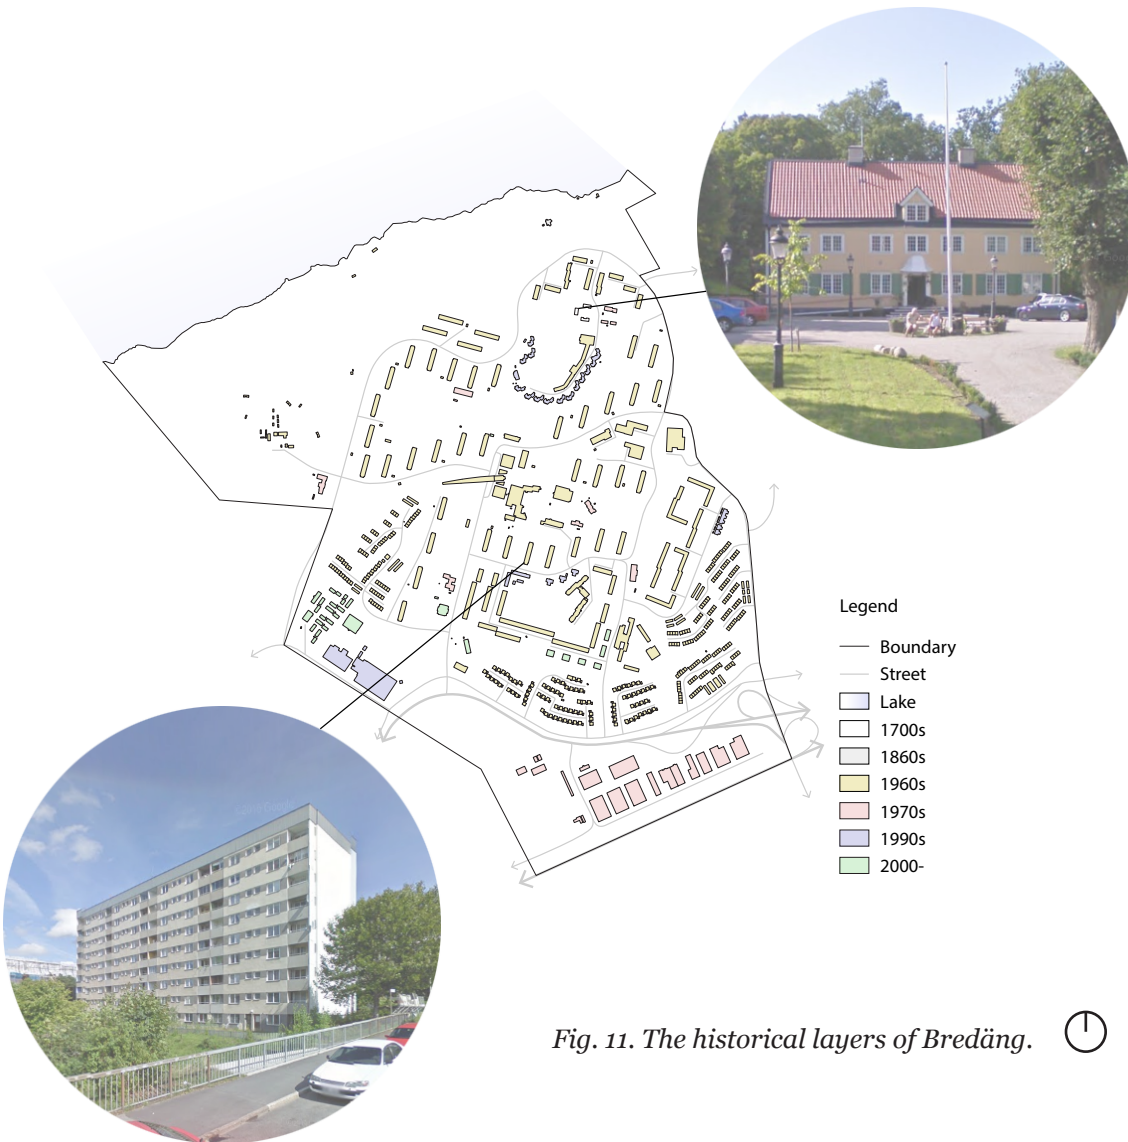 Legend
Boundary
Street
Lake
1700s
1860s
1960s
1970s
1990s
2000-
Fig. 11. The historical layers of Bredäng.